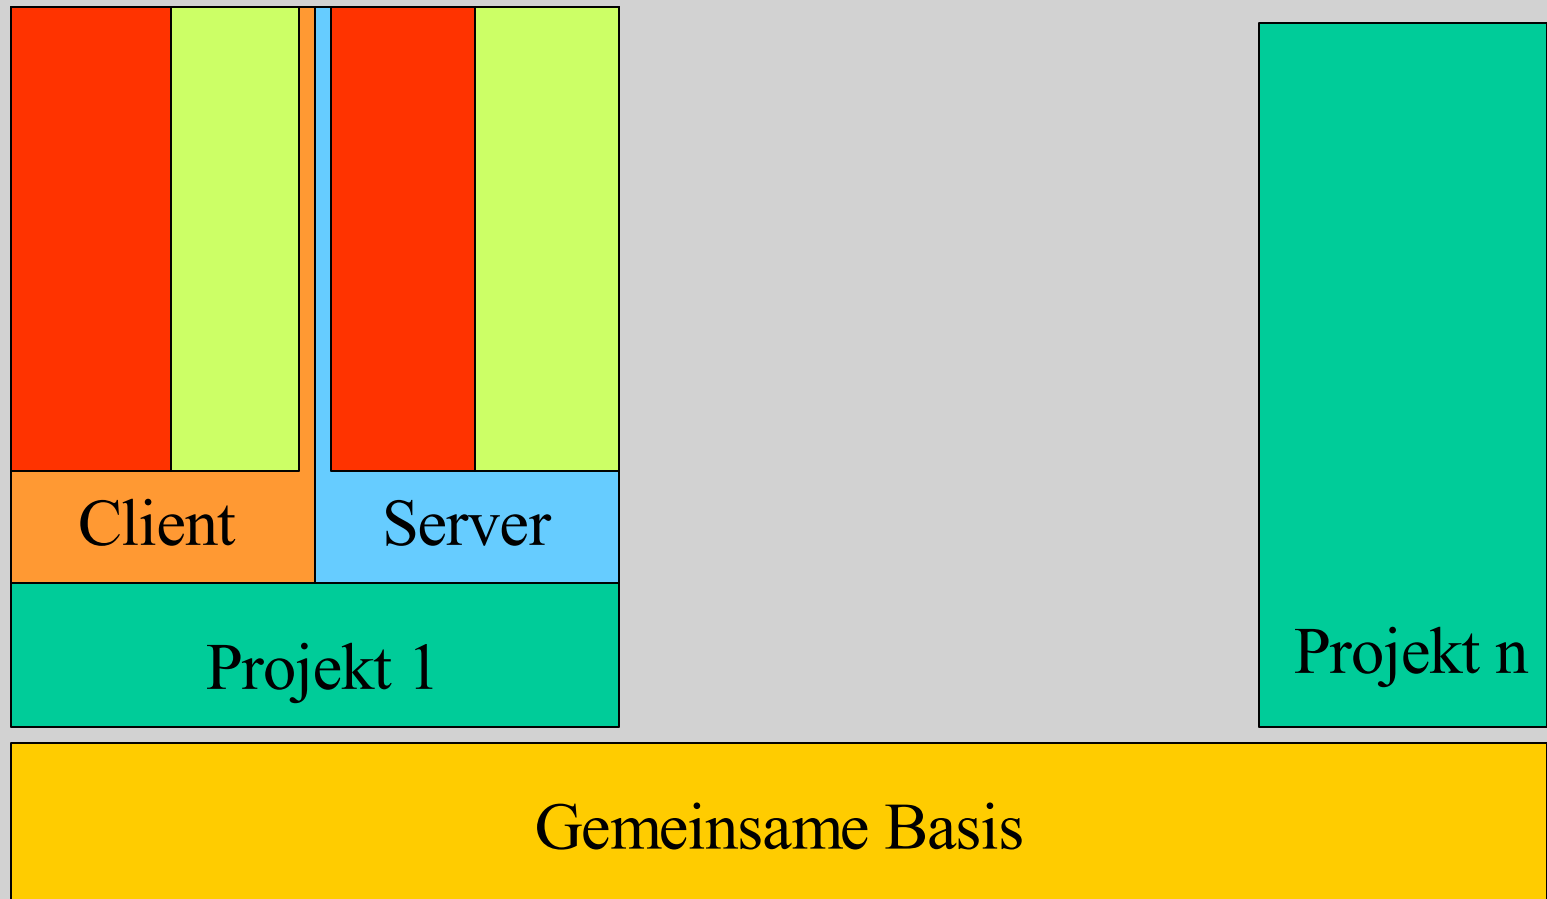 Client
Server
Projekt 1
Projekt n
Gemeinsame Basis